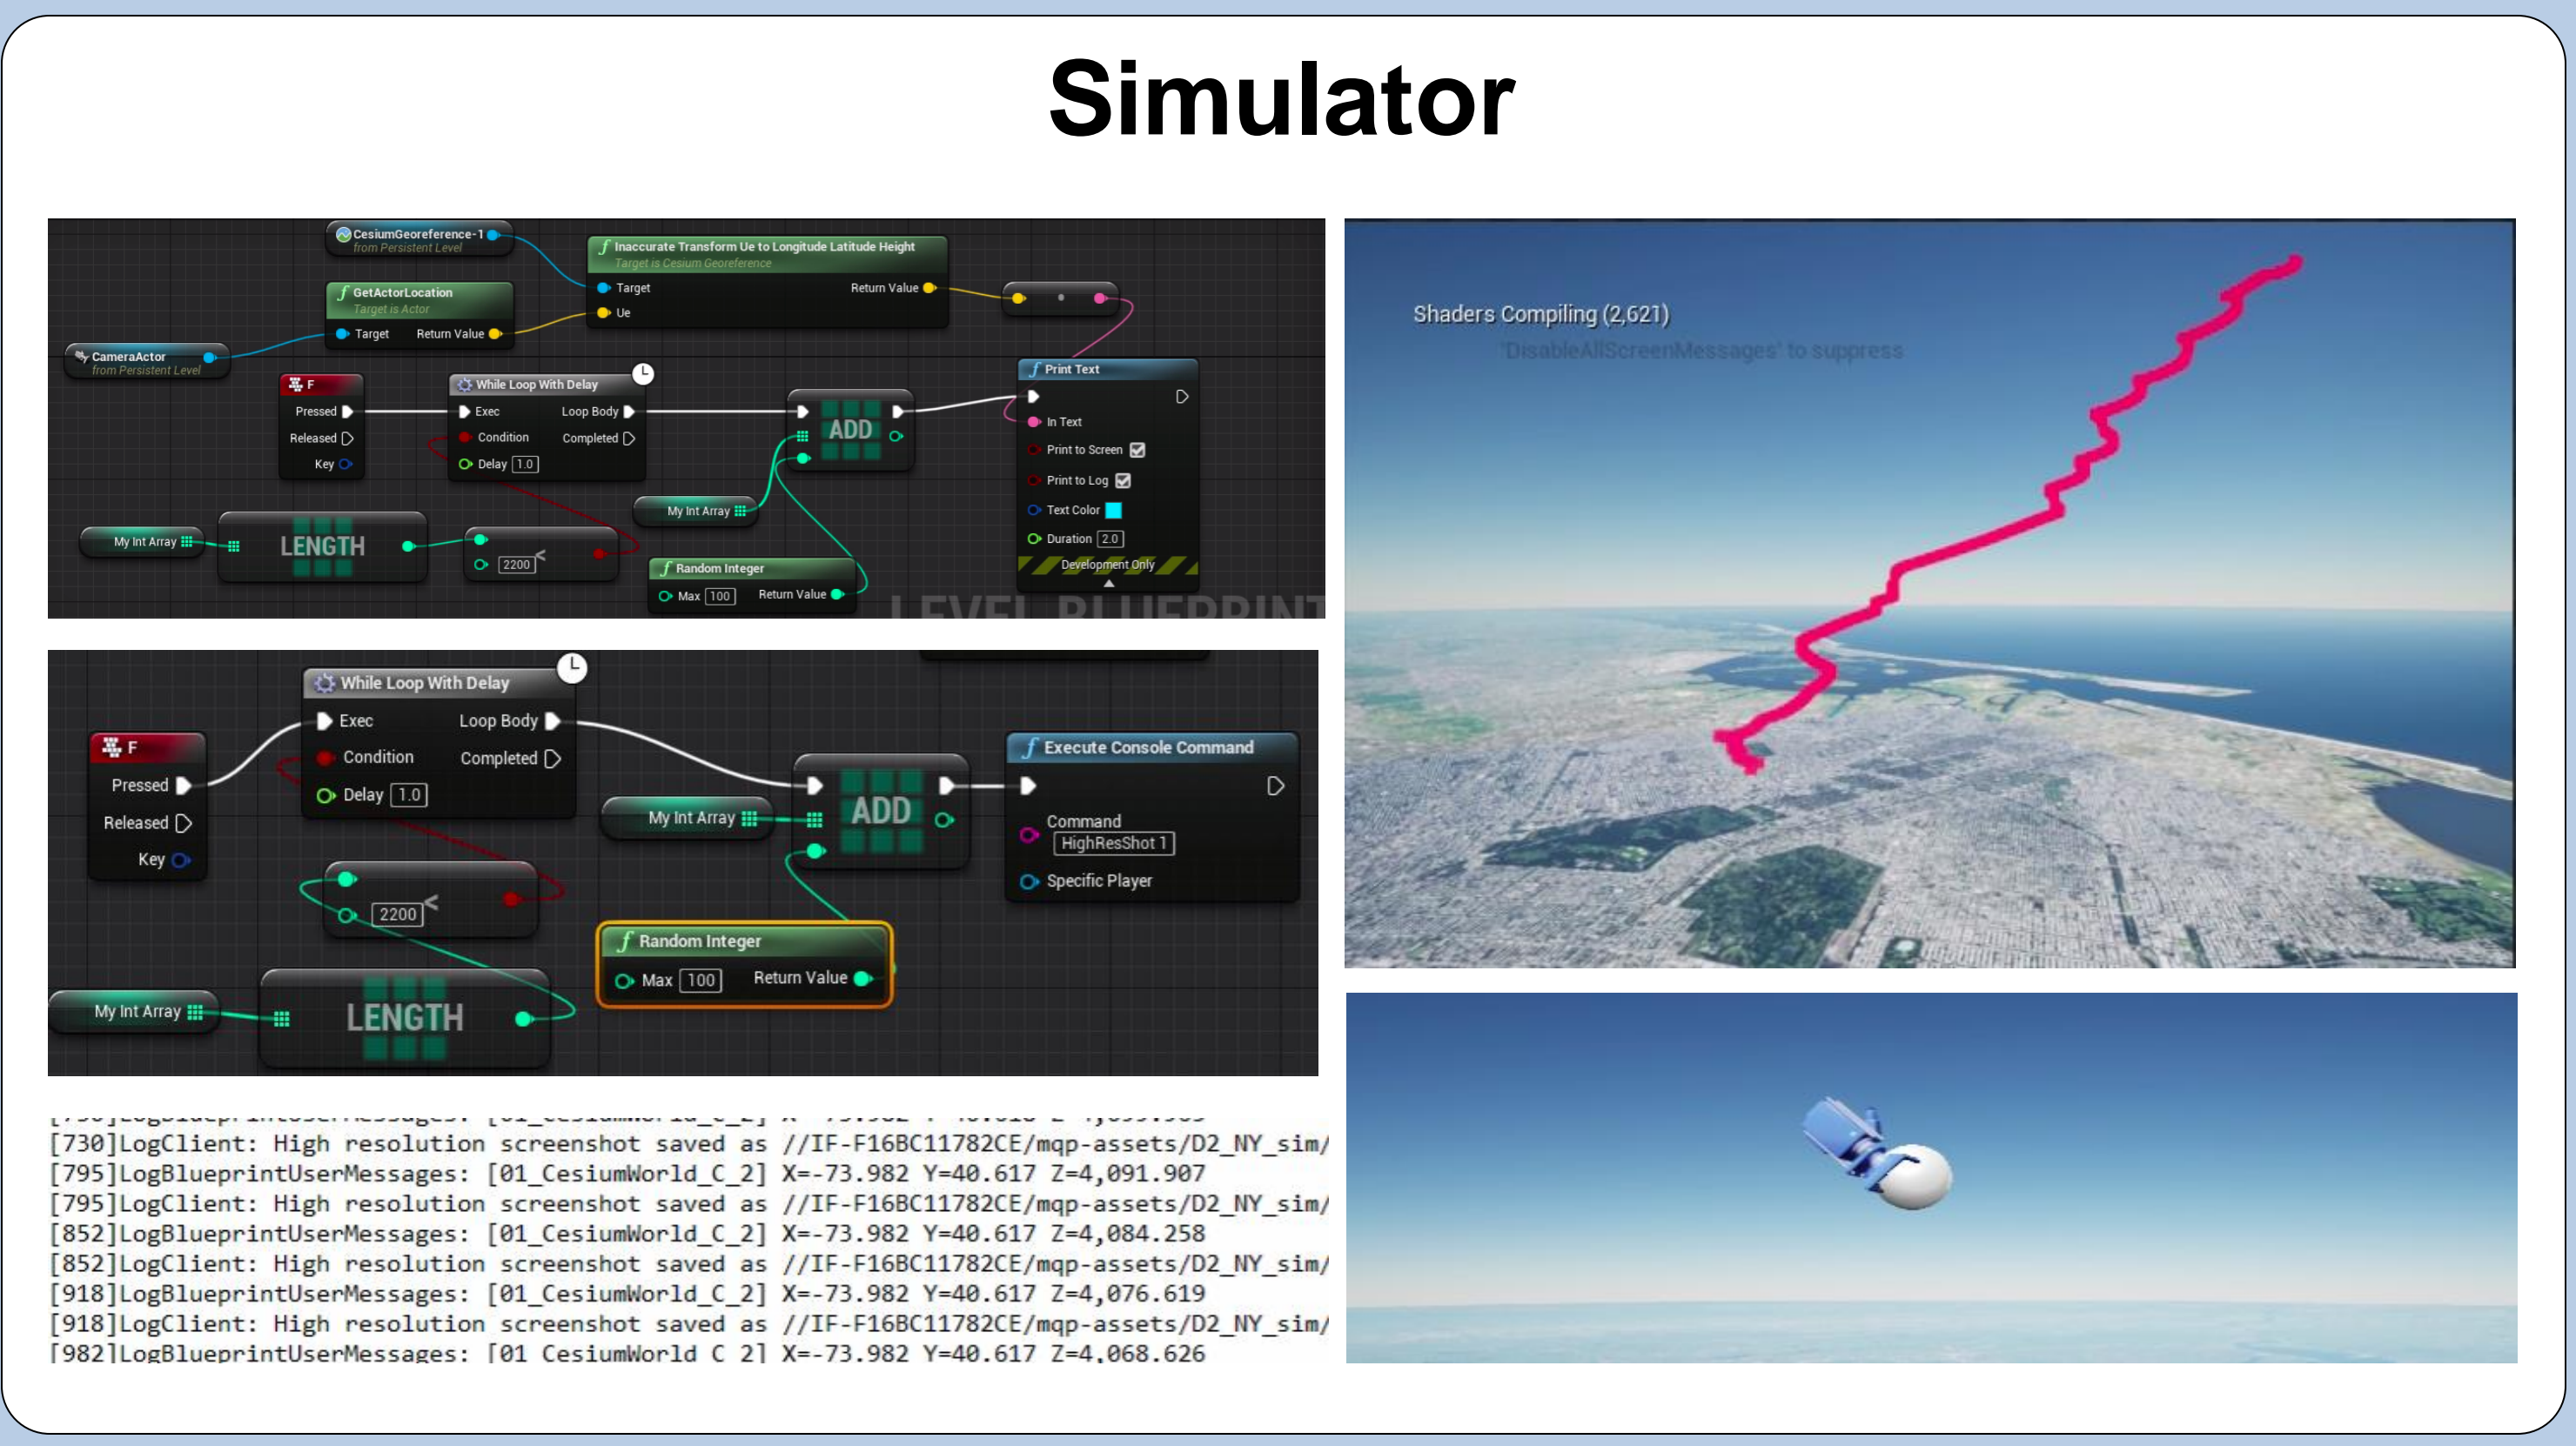 Simulator
CesiumGeoreference-1
from Persistent Level
f Inaccurate Transform Ue to Longitude Latitude Height
Target is Cesium Georeference
Target Return Value
Ue
f GetActorLocation
Target is Actor
Target Return Value
CameraActor
from Persistent Level
F
Pressed
Released
Key
While Loop With Delay
Exec Loop Body
Condition Completed
Delay 1.0
ADD
f Print Text
In Text
Print to Screen
Print to Log
Text Color
Duration 2.0
Development Only
My Int Array
LENGTH
2200 <
My Int Array
f Random Integer
Max 100 Return Value
LEVEL BLUEPRINT
Shaders Compiling (2,621)
'DisableAllScreenMessages' to suppress
While Loop With Delay
Exec Loop Body
Condition Completed
Delay 1.0
F
Pressed
Released
Key
2200 <
My Int Array
LENGTH
My Int Array
ADD
f Random Integer
Max 100 Return Value
f Execute Console Command
Command
HighResShot 1
Specific Player
[730]LogClient: High resolution screenshot saved as //IF-F16BC11782CE/mqp-assets/D2_NY_sim/
[795]LogBlueprintUserMessages: [01_CesiumWorld_C_2] X=-73.982 Y=40.617 Z=4,091.907
[795]LogClient: High resolution screenshot saved as //IF-F16BC11782CE/mqp-assets/D2_NY_sim/
[852]LogBlueprintUserMessages: [01_CesiumWorld_C_2] X=-73.982 Y=40.617 Z=4,084.258
[852]LogClient: High resolution screenshot saved as //IF-F16BC11782CE/mqp-assets/D2_NY_sim/
[918]LogBlueprintUserMessages: [01_CesiumWorld_C_2] X=-73.982 Y=40.617 Z=4,076.619
[918]LogClient: High resolution screenshot saved as //IF-F16BC11782CE/mqp-assets/D2_NY_sim/
[982]LogBlueprintUserMessages: [01_CesiumWorld_C_2] X=-73.982 Y=40.617 Z=4,068.626